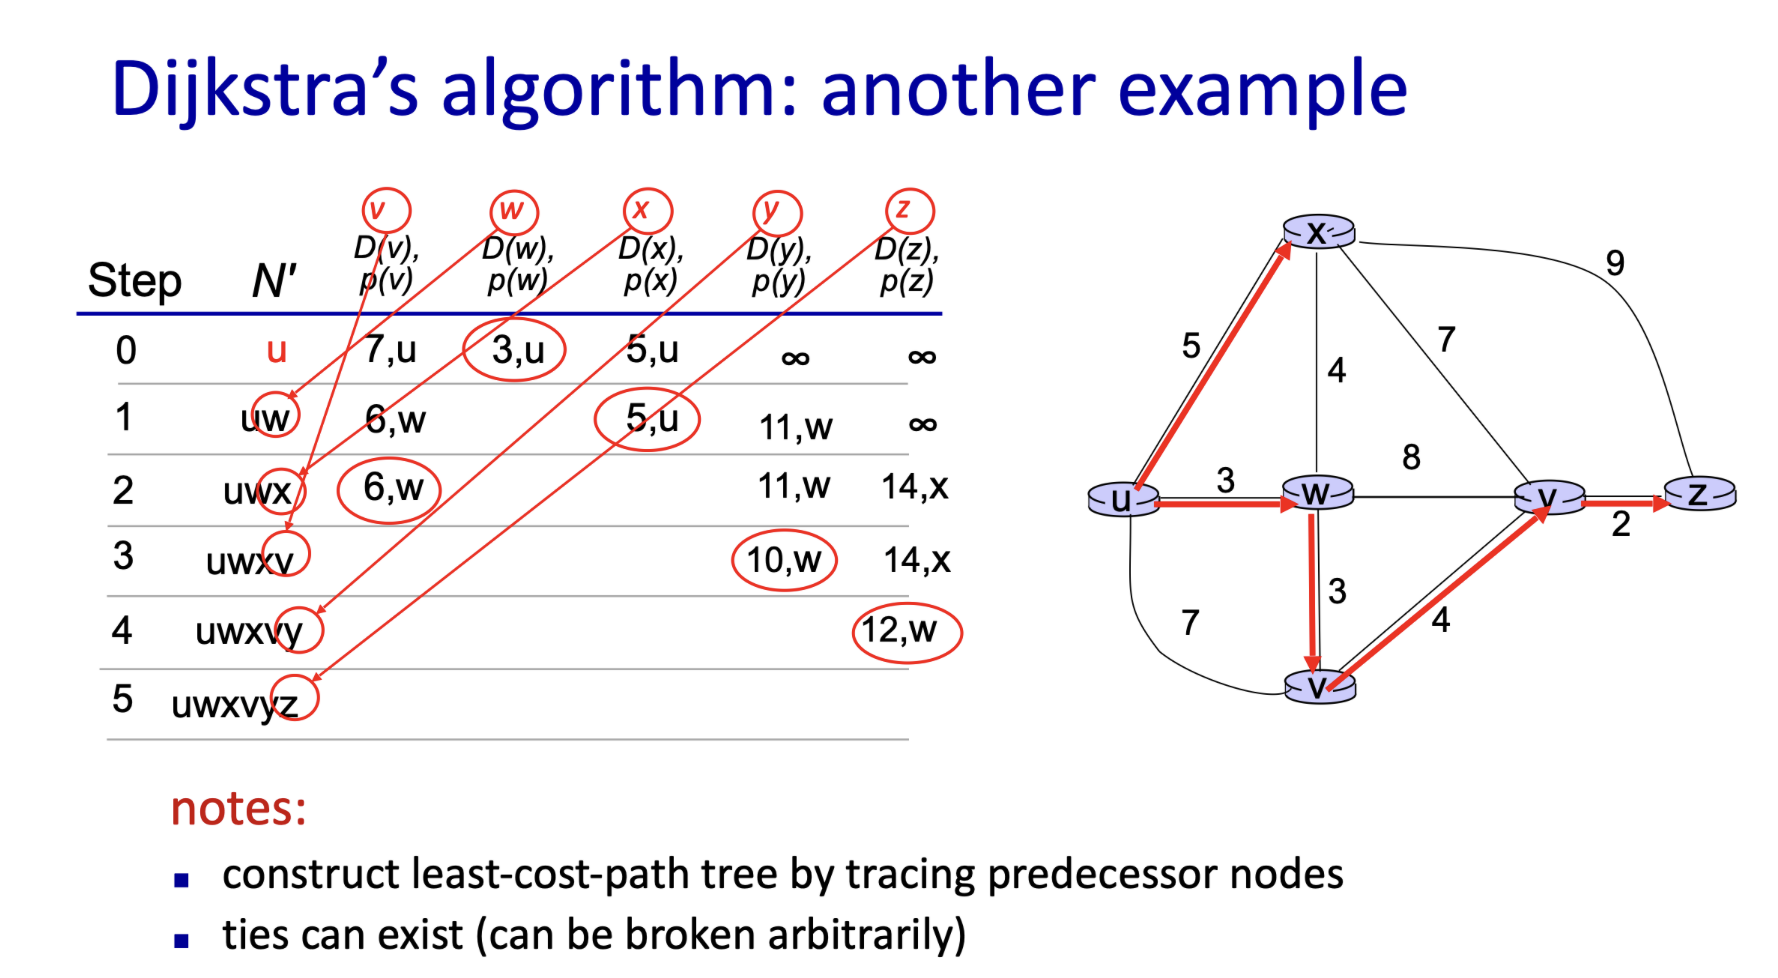 Dijkstra's algorithm: another example
v w x y z
D(v), D(w), D(x), D(y), D(z),
Step N' p(v) p(w) p(x) p(y) p(z)
0 u 7,u 3,u 5,u ∞ ∞
1 uw 6,w 5,u 11,w ∞
2 uwx 6,w 11,w 14,x
3 uwxv 10,w 14,x
4 uwxvy 12,w
5 uwxvyz
x
9
5
7
4
8
u
3
w
y
z
2
3
7
4
v
notes:
construct least-cost-path tree by tracing predecessor nodes
ties can exist (can be broken arbitrarily)